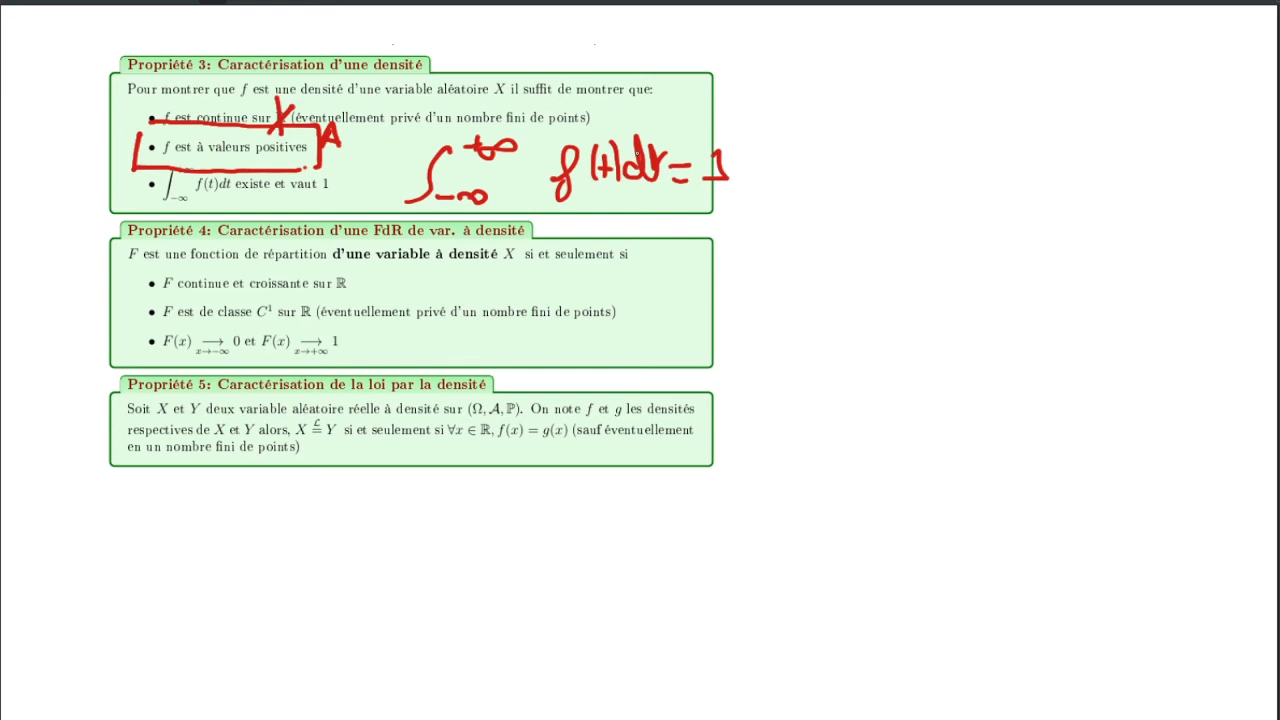 Propriété 3: Caractérisation d'une densité
Pour montrer que f est une densité d'une variable aléatoire X il suffit de montrer que:
• f est continue sur (éventuellement privé d'un nombre fini de points)
• f est à valeurs positives
A
• ∫_{-∞} f(t)dt existe et vaut 1
∫_{-∞}^{+∞} f(t)dt = 1
Propriété 4: Caractérisation d'une FdR de var. à densité
F est une fonction de répartition d'une variable à densité X si et seulement si
• F continue et croissante sur ℝ
• F est de classe C¹ sur ℝ (éventuellement privé d'un nombre fini de points)
• F(x) ⟶_{x→-∞} 0 et F(x) ⟶_{x→+∞} 1
Propriété 5: Caractérisation de la loi par la densité
Soit X et Y deux variable aléatoire réelle à densité sur (Ω, 𝒜, ℙ). On note f et g les densités
respectives de X et Y alors, X =^ℒ Y si et seulement si ∀x ∈ ℝ, f(x) = g(x) (sauf éventuellement
en un nombre fini de points)